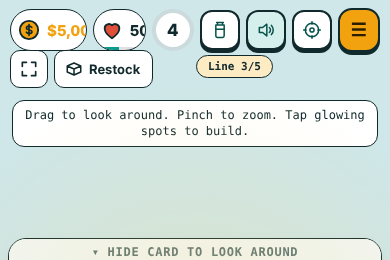 $5,00
50
4
Restock
Line 3/5
Drag to look around. Pinch to zoom. Tap glowing
spots to build.
▾ HIDE CARD TO LOOK AROUND